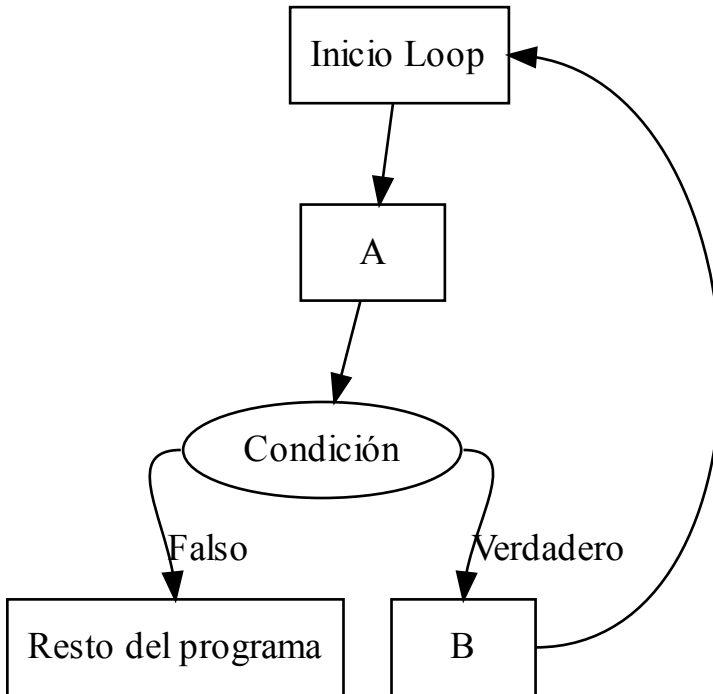 Inicio Loop
A
Condición
Falso
Verdadero
Resto del programa
B